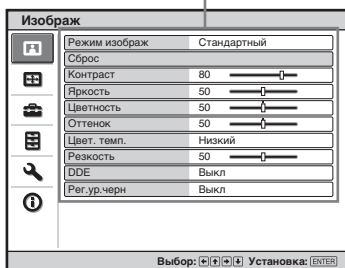 Изображ
Режим изображ Стандартный
Сброс
Контраст 80
Яркость 50
Цветность 50
Оттенок 50
Цвет. темп. Низкий
Резкость 50
DDE Выкл
Рег.ур.черн Выкл
Выбор: Установка: ENTER